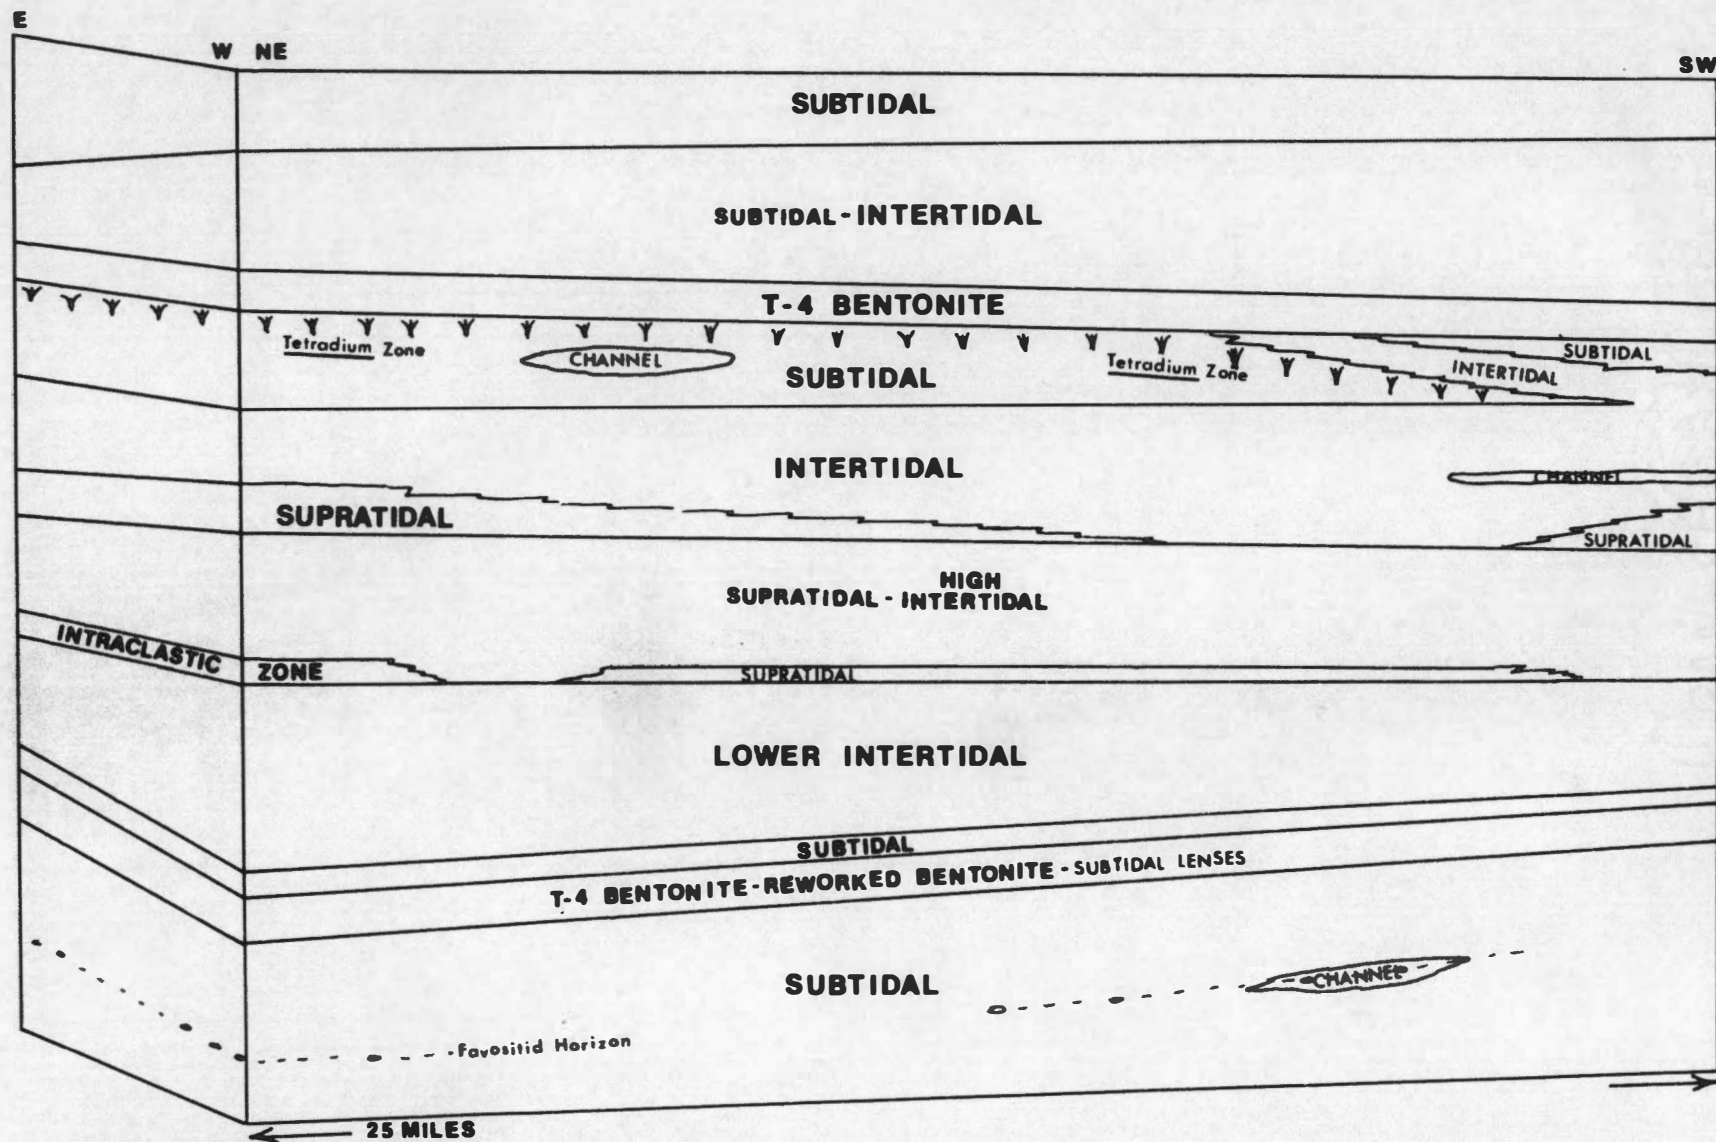 E
W NE
SW
SUBTIDAL
SUBTIDAL-INTERTIDAL
T-4 BENTONITE
Tetradium Zone
CHANNEL
SUBTIDAL
Tetradium Zone
SUBTIDAL
INTERTIDAL
INTERTIDAL
CHANNEL
SUPRATIDAL
SUPRATIDAL
HIGH
SUPRATIDAL-INTERTIDAL
INTRACLASTIC ZONE
SUPRATIDAL
LOWER INTERTIDAL
SUBTIDAL
T-4 BENTONITE-REWORKED BENTONITE-SUBTIDAL LENSES
SUBTIDAL
CHANNEL
Favositid Horizon
25 MILES